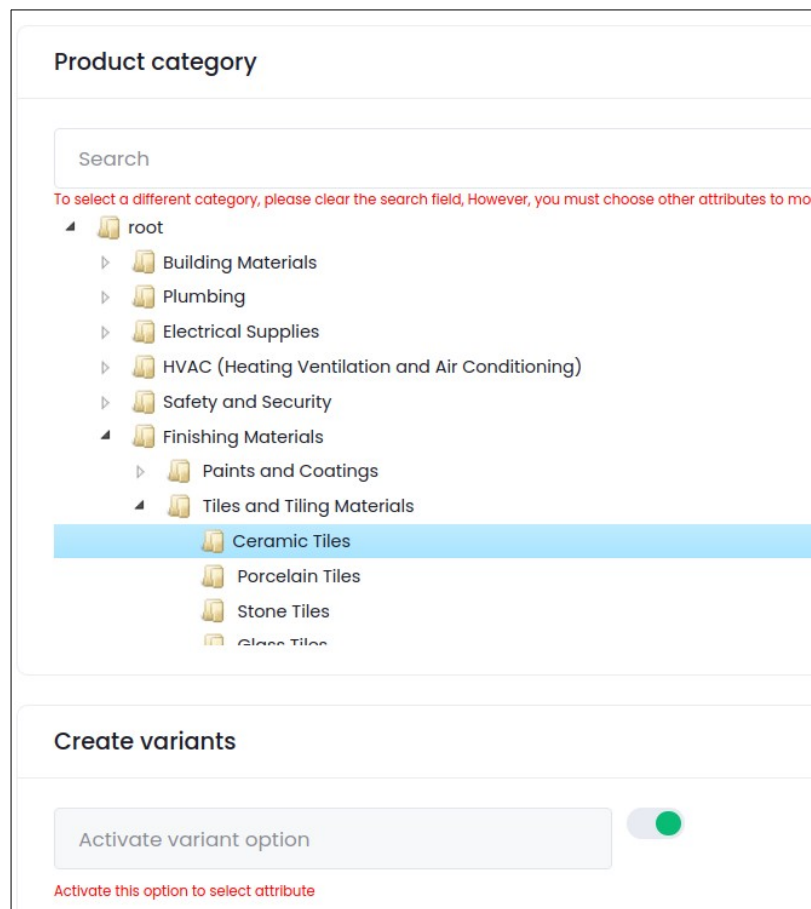 Product category
Search
To select a different category, please clear the search field, However, you must choose other attributes to mo
root
Building Materials
Plumbing
Electrical Supplies
HVAC (Heating Ventilation and Air Conditioning)
Safety and Security
Finishing Materials
Paints and Coatings
Tiles and Tiling Materials
Ceramic Tiles
Porcelain Tiles
Stone Tiles
Glass Tiles
Create variants
Activate variant option
Activate this option to select attribute